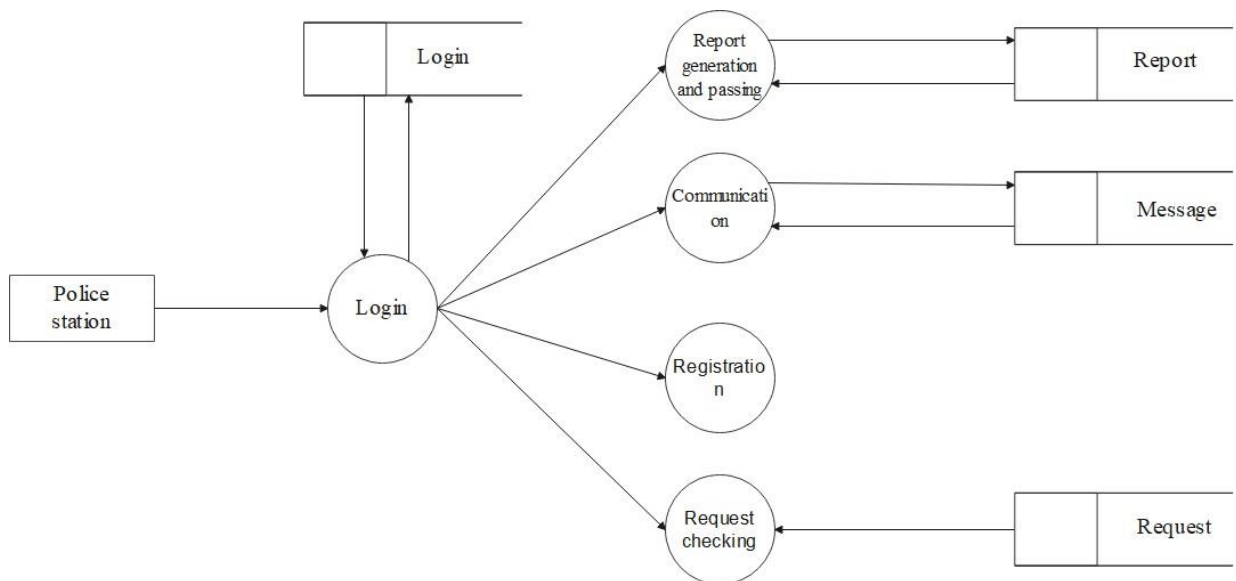 Login
Report
generation
and passing
Report
Communicati
on
Message
Police
station
Login
Registratio
n
Request
checking
Request